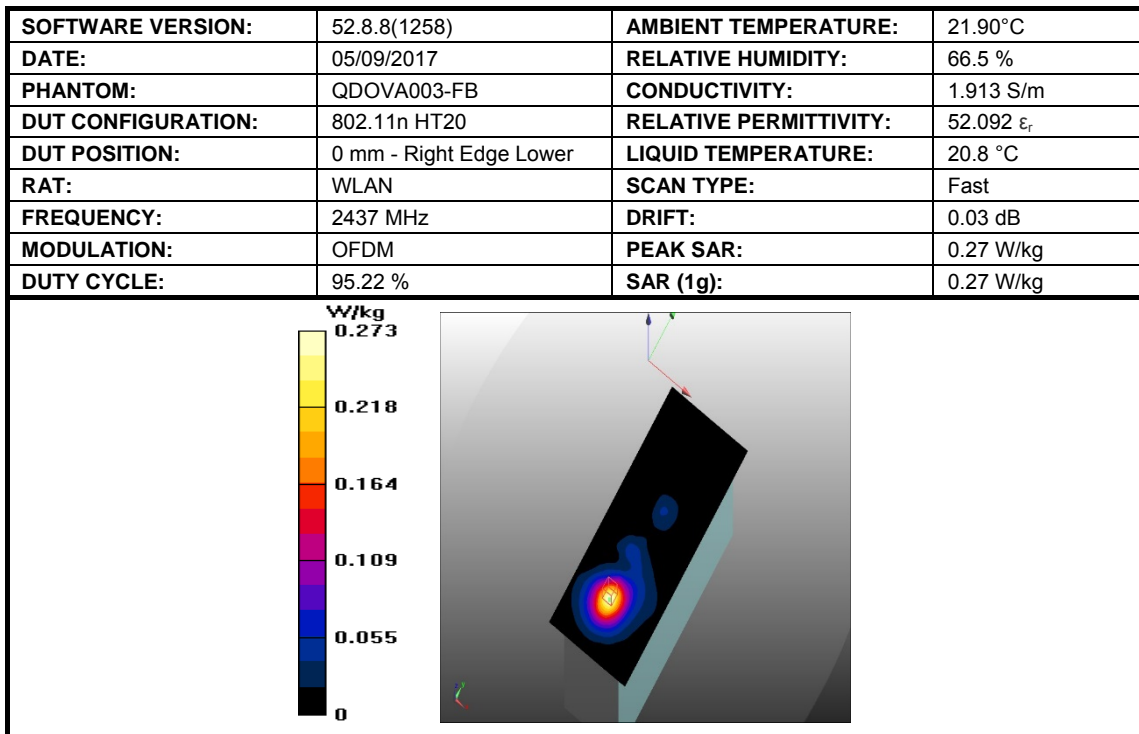 SOFTWARE VERSION: 52.8.8(1258) AMBIENT TEMPERATURE: 21.90°C
DATE: 05/09/2017 RELATIVE HUMIDITY: 66.5 %
PHANTOM: QDOVA003-FB CONDUCTIVITY: 1.913 S/m
DUT CONFIGURATION: 802.11n HT20 RELATIVE PERMITTIVITY: 52.092 εr
DUT POSITION: 0 mm - Right Edge Lower LIQUID TEMPERATURE: 20.8 °C
RAT: WLAN SCAN TYPE: Fast
FREQUENCY: 2437 MHz DRIFT: 0.03 dB
MODULATION: OFDM PEAK SAR: 0.27 W/kg
DUTY CYCLE: 95.22 % SAR (1g): 0.27 W/kg
W/kg
0.273
0.218
0.164
0.109
0.055
0